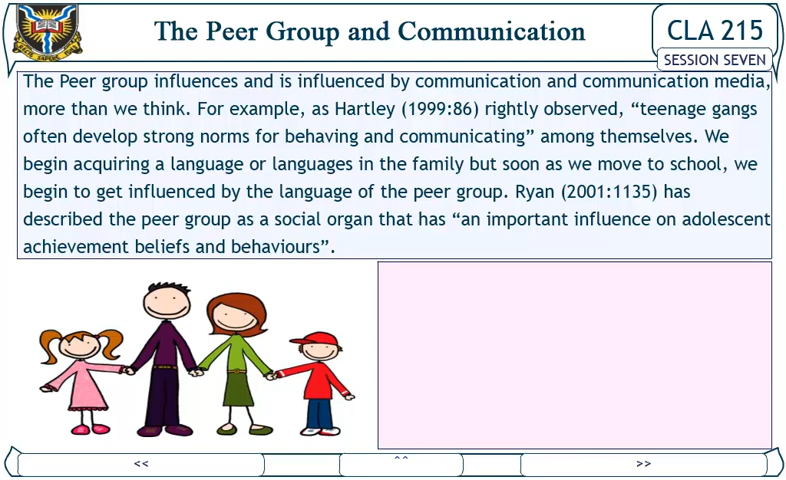 The Peer Group and Communication
CLA 215
SESSION SEVEN
The Peer group influences and is influenced by communication and communication media,
more than we think. For example, as Hartley (1999:86) rightly observed, “teenage gangs
often develop strong norms for behaving and communicating” among themselves. We
begin acquiring a language or languages in the family but soon as we move to school, we
begin to get influenced by the language of the peer group. Ryan (2001:1135) has
described the peer group as a social organ that has “an important influence on adolescent
achievement beliefs and behaviours”.
<< ^^ >>